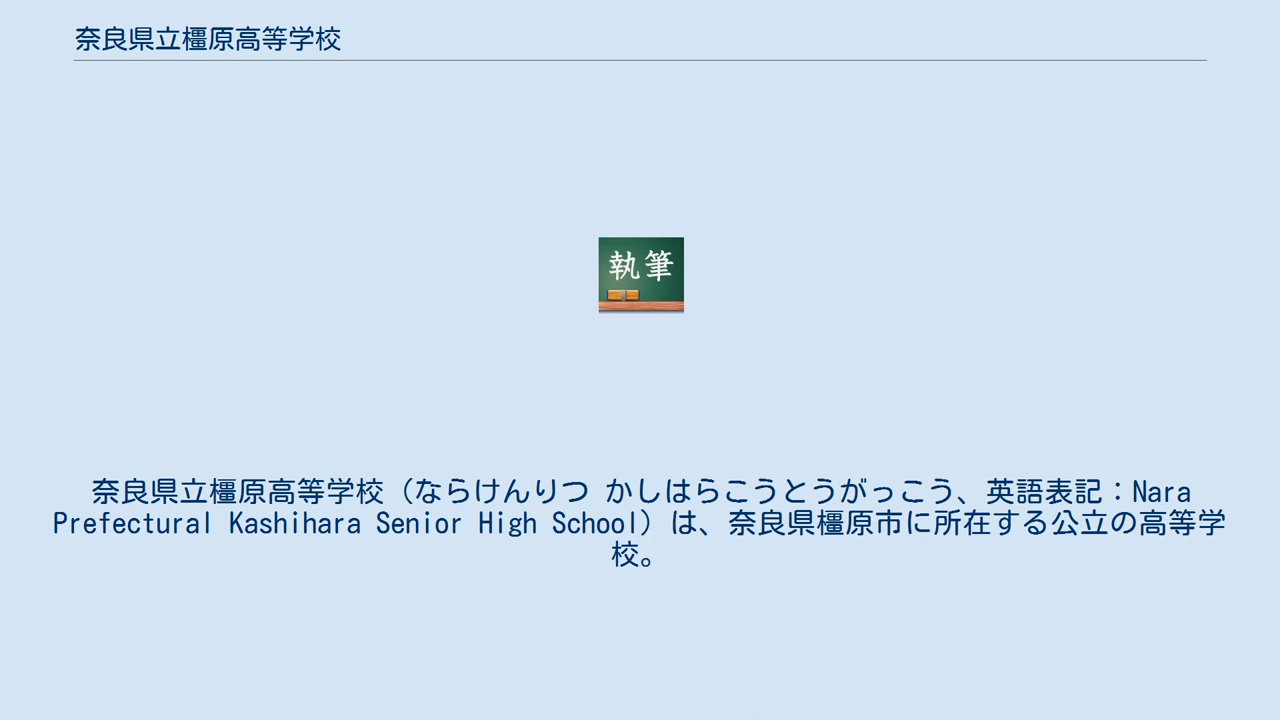 奈良県立橿原高等学校
執筆
奈良県立橿原高等学校（ならけんりつ かしはらこうとうがっこう、英語表記：Nara
Prefectural Kashihara Senior High School）は、奈良県橿原市に所在する公立の高等学
校。